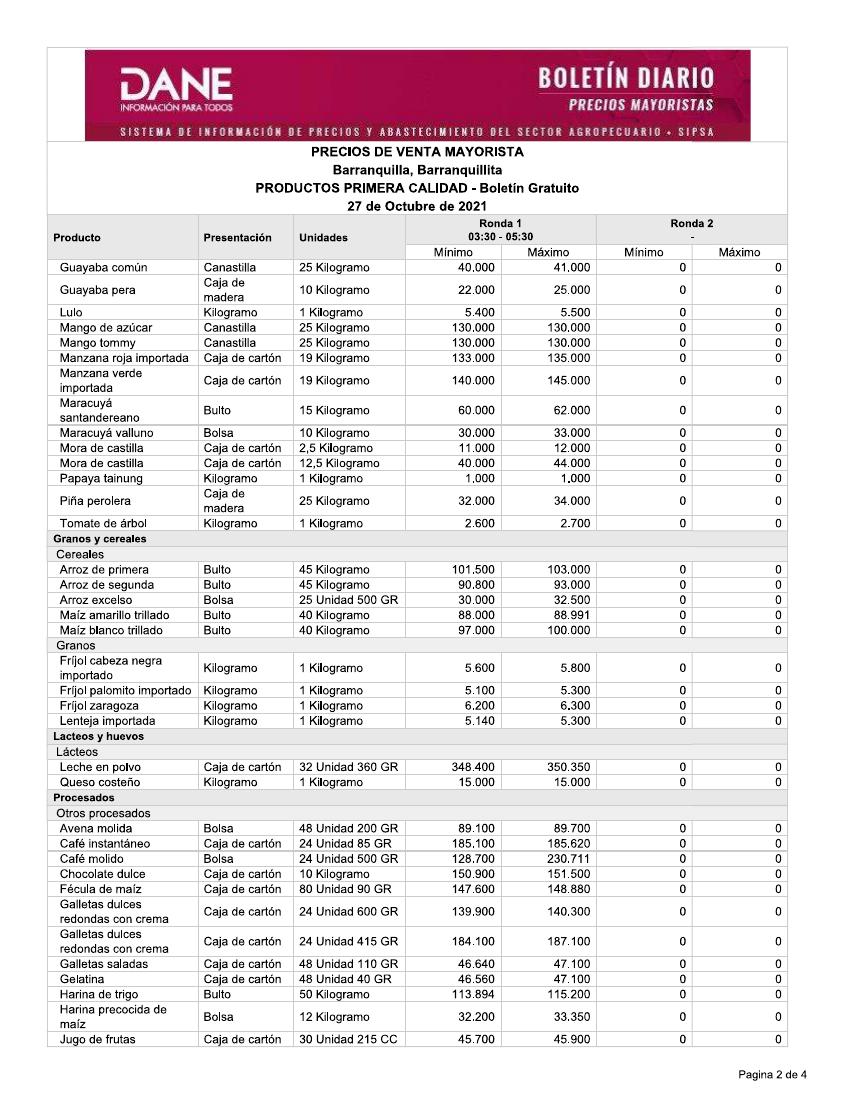 DANE
INFORMACIÓN PARA TODOS
BOLETÍN DIARIO
PRECIOS MAYORISTAS
SISTEMA DE INFORMACIÓN DE PRECIOS Y ABASTECIMIENTO DEL SECTOR AGROPECUARIO • SIPSA
PRECIOS DE VENTA MAYORISTA
Barranquilla, Barranquillita
PRODUCTOS PRIMERA CALIDAD - Boletín Gratuito
27 de Octubre de 2021
Producto Presentación Unidades Ronda 1 Ronda 2
03:30 - 05:30 -
Mínimo Máximo Mínimo Máximo
Guayaba común Canastilla 25 Kilogramo 40.000 41.000 0 0
Guayaba pera Caja de madera 10 Kilogramo 22.000 25.000 0 0
Lulo Kilogramo 1 Kilogramo 5.400 5.500 0 0
Mango de azúcar Canastilla 25 Kilogramo 130.000 130.000 0 0
Mango tommy Canastilla 25 Kilogramo 130.000 130.000 0 0
Manzana roja importada Caja de cartón 19 Kilogramo 133.000 135.000 0 0
Manzana verde importada Caja de cartón 19 Kilogramo 140.000 145.000 0 0
Maracuyá santandereano Bulto 15 Kilogramo 60.000 62.000 0 0
Maracuyá valluno Bolsa 10 Kilogramo 30.000 33.000 0 0
Mora de castilla Caja de cartón 2,5 Kilogramo 11.000 12.000 0 0
Mora de castilla Caja de cartón 12,5 Kilogramo 40.000 44.000 0 0
Papaya tainung Kilogramo 1 Kilogramo 1.000 1.000 0 0
Piña perolera Caja de madera 25 Kilogramo 32.000 34.000 0 0
Tomate de árbol Kilogramo 1 Kilogramo 2.600 2.700 0 0
Granos y cereales
Cereales
Arroz de primera Bulto 45 Kilogramo 101.500 103.000 0 0
Arroz de segunda Bulto 45 Kilogramo 90.800 93.000 0 0
Arroz excelso Bolsa 25 Unidad 500 GR 30.000 32.500 0 0
Maíz amarillo trillado Bulto 40 Kilogramo 88.000 88.991 0 0
Maíz blanco trillado Bulto 40 Kilogramo 97.000 100.000 0 0
Granos
Fríjol cabeza negra importado Kilogramo 1 Kilogramo 5.600 5.800 0 0
Fríjol palomito importado Kilogramo 1 Kilogramo 5.100 5.300 0 0
Fríjol zaragoza Kilogramo 1 Kilogramo 6.200 6.300 0 0
Lenteja importada Kilogramo 1 Kilogramo 5.140 5.300 0 0
Lacteos y huevos
Lácteos
Leche en polvo Caja de cartón 32 Unidad 360 GR 348.400 350.350 0 0
Queso costeño Kilogramo 1 Kilogramo 15.000 15.000 0 0
Procesados
Otros procesados
Avena molida Bolsa 48 Unidad 200 GR 89.100 89.700 0 0
Café instantáneo Caja de cartón 24 Unidad 85 GR 185.100 185.620 0 0
Café molido Bolsa 24 Unidad 500 GR 128.700 230.711 0 0
Chocolate dulce Caja de cartón 10 Kilogramo 150.900 151.500 0 0
Fécula de maíz Caja de cartón 80 Unidad 90 GR 147.600 148.880 0 0
Galletas dulces redondas con crema Caja de cartón 24 Unidad 600 GR 139.900 140.300 0 0
Galletas dulces redondas con crema Caja de cartón 24 Unidad 415 GR 184.100 187.100 0 0
Galletas saladas Caja de cartón 48 Unidad 110 GR 46.640 47.100 0 0
Gelatina Caja de cartón 48 Unidad 40 GR 46.560 47.100 0 0
Harina de trigo Bulto 50 Kilogramo 113.894 115.200 0 0
Harina precocida de maíz Bolsa 12 Kilogramo 32.200 33.350 0 0
Jugo de frutas Caja de cartón 30 Unidad 215 CC 45.700 45.900 0 0
Pagina 2 de 4